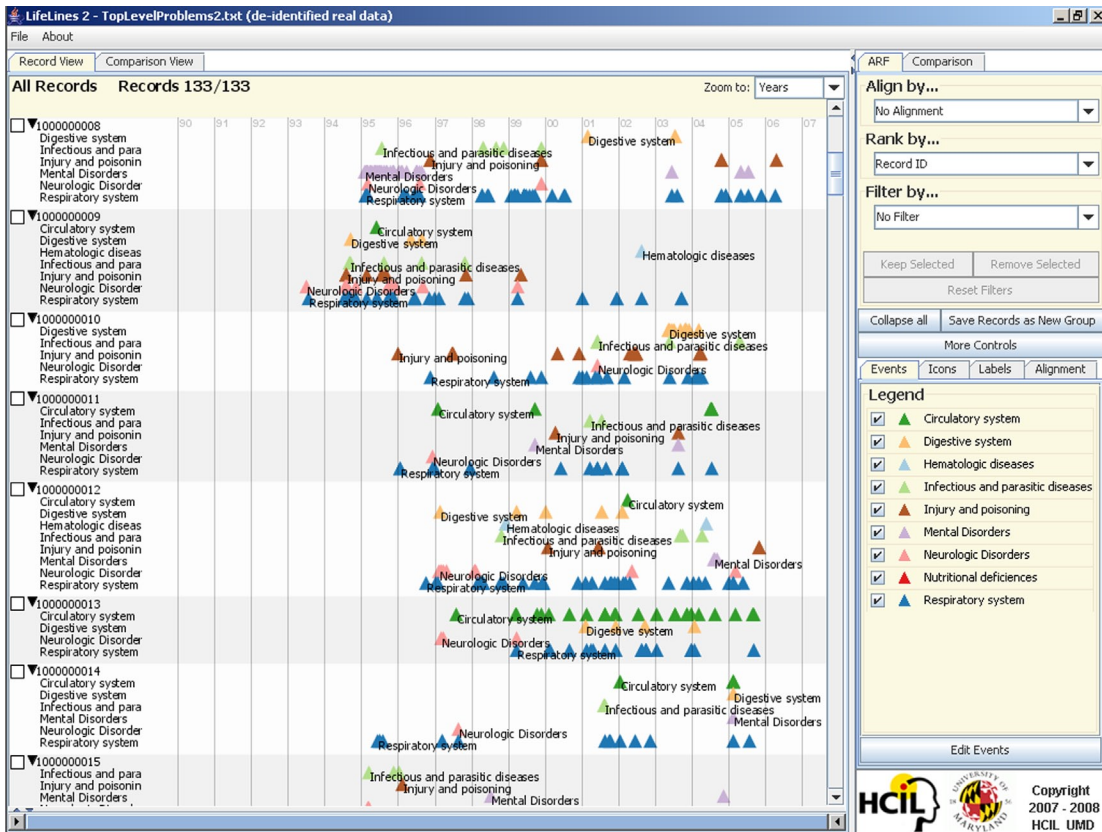 LifeLines 2 - TopLevelProblems2.txt (de-identified real data)
File About
Record View Comparison View
All Records Records 133/133 Zoom to: Years
90 91 92 93 94 95 96 97 98 99 00 01 02 03 04 05 06 07
1000000008
Digestive system Digestive system
Infectious and para Infectious and parasitic diseases
Injury and poisonin Injury and poisoning
Mental Disorders Mental Disorders
Neurologic Disorder Neurologic Disorders
Respiratory system Respiratory system
1000000009
Circulatory system Circulatory system
Digestive system Digestive system
Hematologic diseas Hematologic diseases
Infectious and para Infectious and parasitic diseases
Injury and poisonin Injury and poisoning
Neurologic Disorder Neurologic Disorders
Respiratory system Respiratory system
1000000010
Digestive system Digestive system
Infectious and para Infectious and parasitic diseases
Injury and poisonin Injury and poisoning
Neurologic Disorder Neurologic Disorders
Respiratory system Respiratory system
1000000011
Circulatory system Circulatory system
Infectious and para Infectious and parasitic diseases
Injury and poisonin Injury and poisoning
Mental Disorders Mental Disorders
Neurologic Disorder Neurologic Disorders
Respiratory system Respiratory system
1000000012
Circulatory system Circulatory system
Digestive system Digestive system
Hematologic diseas Hematologic diseases
Infectious and para Infectious and parasitic diseases
Injury and poisonin Injury and poisoning
Mental Disorders Mental Disorders
Neurologic Disorder Neurologic Disorders
Respiratory system Respiratory system
1000000013
Circulatory system Circulatory system
Digestive system Digestive system
Neurologic Disorder Neurologic Disorders
Respiratory system Respiratory system
1000000014
Circulatory system Circulatory system
Digestive system Digestive system
Infectious and para Infectious and parasitic diseases
Mental Disorders Mental Disorders
Neurologic Disorder Neurologic Disorders
Respiratory system Respiratory system
1000000015
Infectious and para Infectious and parasitic diseases
Injury and poisonin Injury and poisoning
Mental Disorders Mental Disorders
ARF Comparison
Align by...
No Alignment
Rank by...
Record ID
Filter by...
No Filter
Keep Selected Remove Selected
Reset Filters
Collapse all Save Records as New Group
More Controls
Events Icons Labels Alignment
Legend
Circulatory system
Digestive system
Hematologic diseases
Infectious and parasitic diseases
Injury and poisoning
Mental Disorders
Neurologic Disorders
Nutritional deficiences
Respiratory system
Edit Events
HCIL
UNIVERSITY OF
MARYLAND
18 56
Copyright
2007 - 2008
HCIL UMD